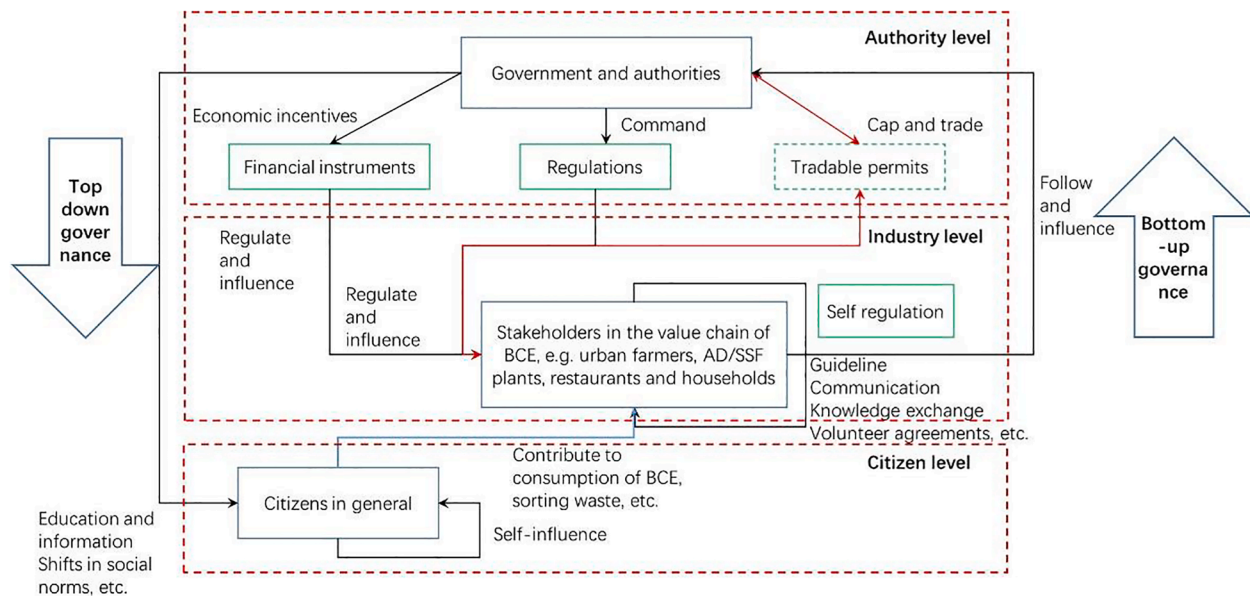 Authority level
Government and authorities
Economic incentives
Command
Cap and trade
Financial instruments
Regulations
Tradable permits
Top
down
gover
nance
Follow
and
influence
Bottom
-up
governa
nce
Regulate
and
influence
Industry level
Regulate
and
influence
Self regulation
Stakeholders in the value chain of
BCE, e.g. urban farmers, AD/SSF
plants, restaurants and households
Guideline
Communication
Knowledge exchange
Volunteer agreements, etc.
Contribute to
consumption of BCE,
sorting waste, etc.
Citizen level
Citizens in general
Self-influence
Education and
information
Shifts in social
norms, etc.